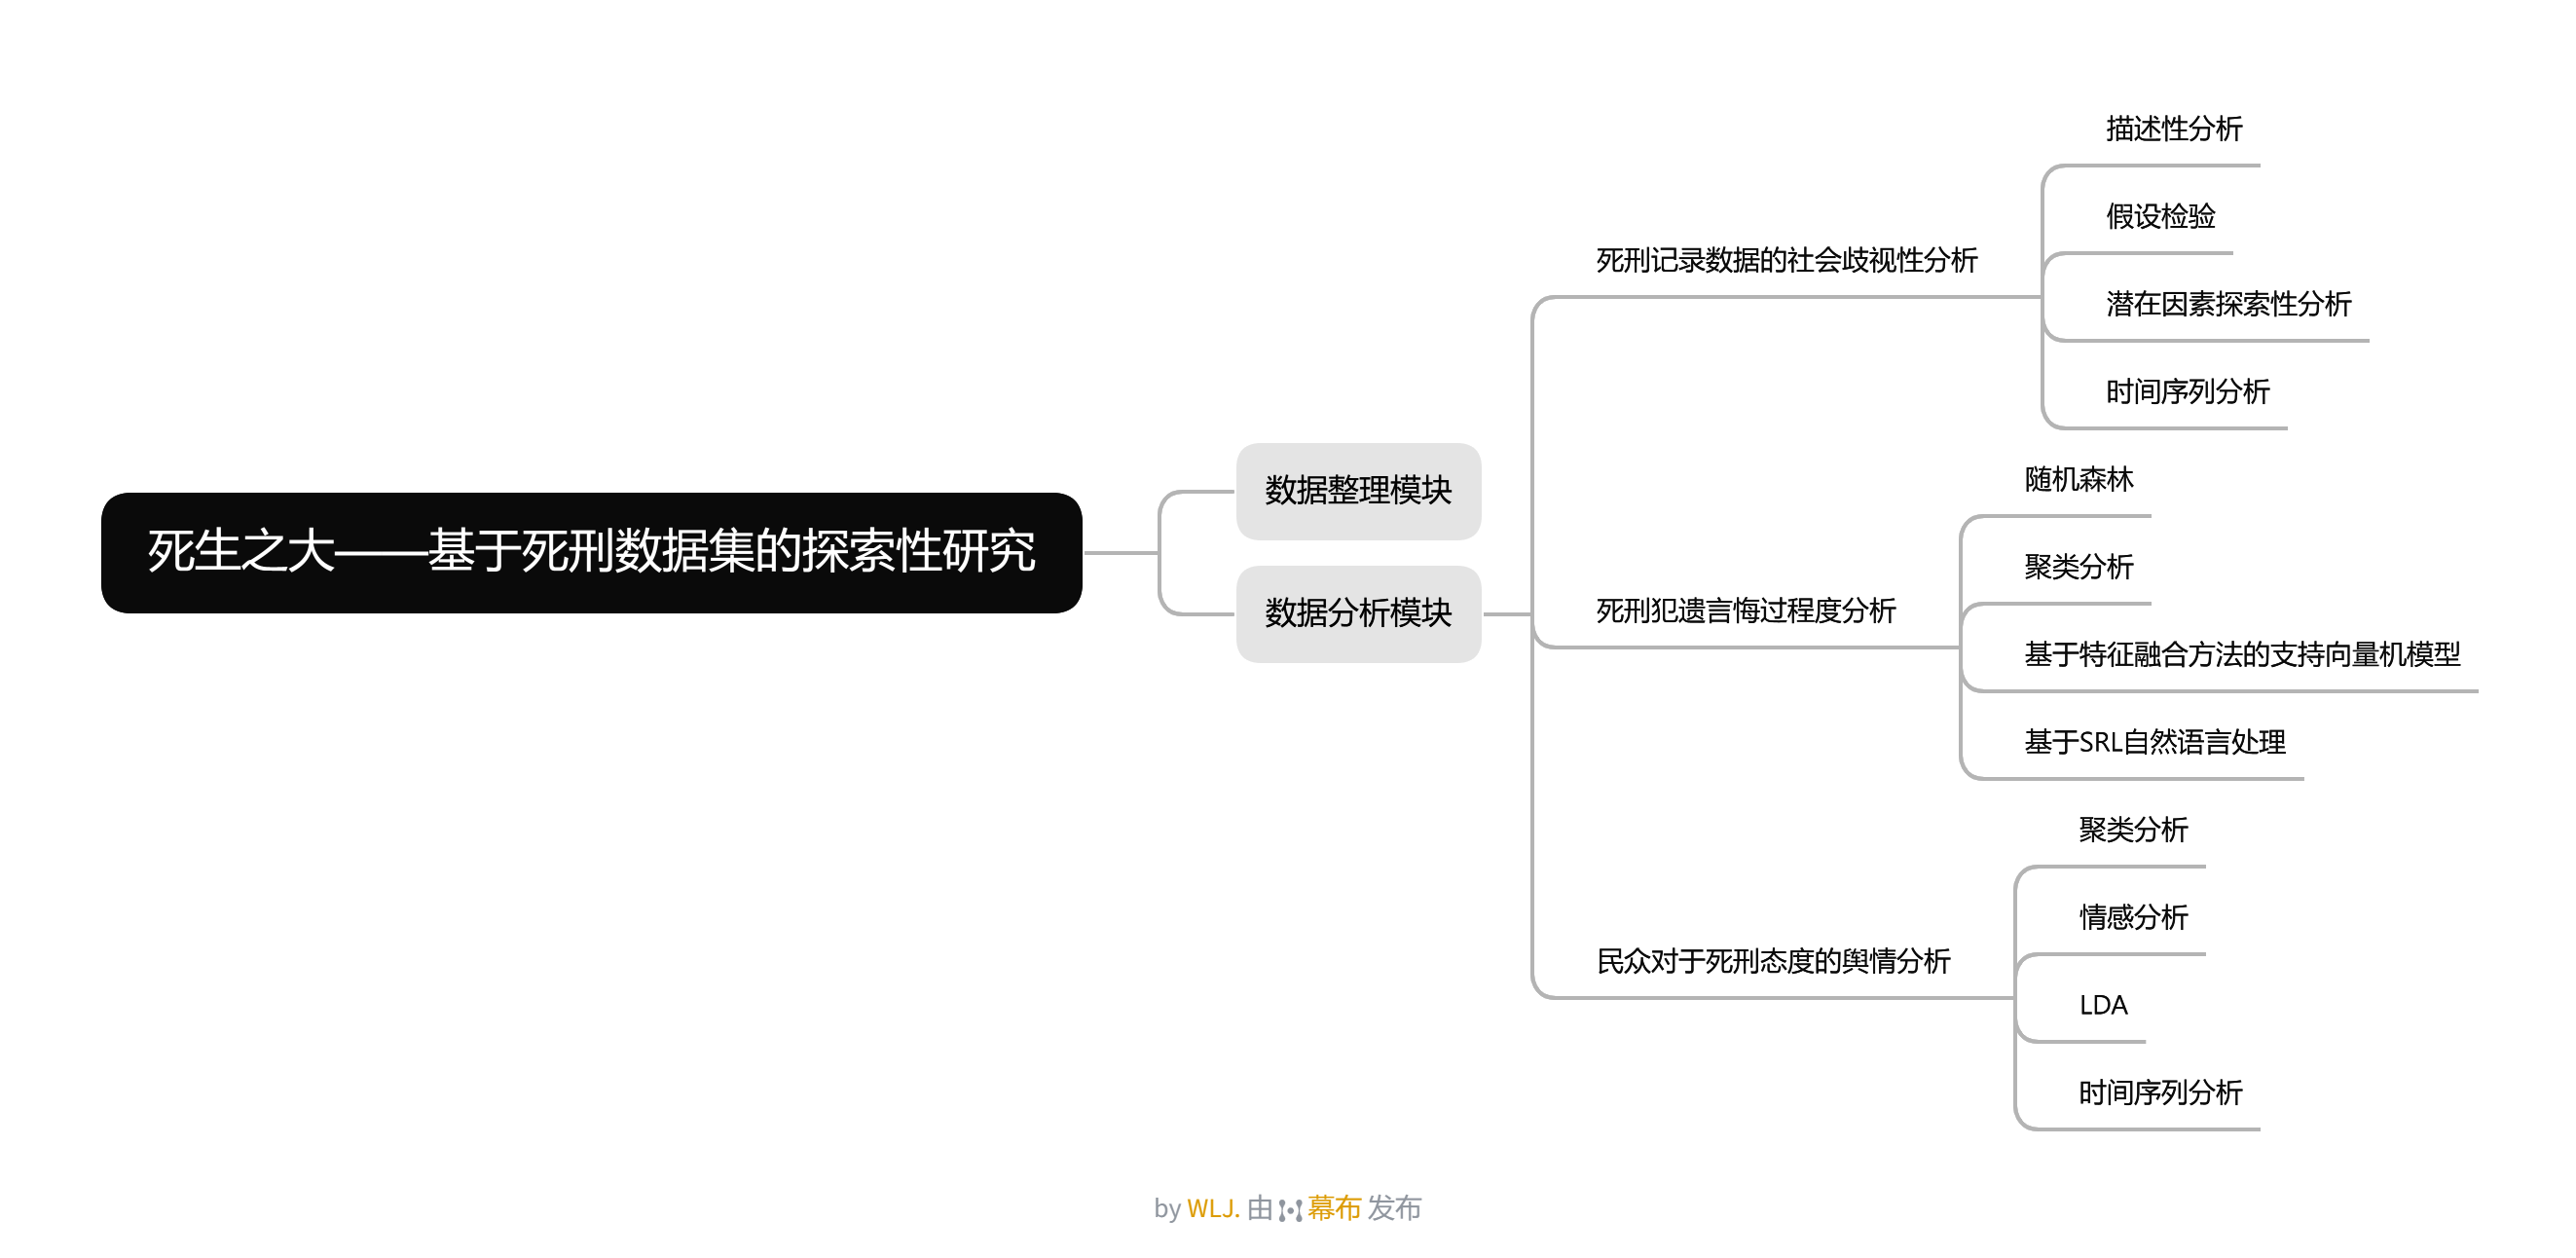 死生之大——基于死刑数据集的探索性研究
数据整理模块
数据分析模块
死刑记录数据的社会歧视性分析
描述性分析
假设检验
潜在因素探索性分析
时间序列分析
死刑犯遗言悔过程度分析
随机森林
聚类分析
基于特征融合方法的支持向量机模型
基于SRL自然语言处理
民众对于死刑态度的舆情分析
聚类分析
情感分析
LDA
时间序列分析
by WLJ. 由 幕布 发布